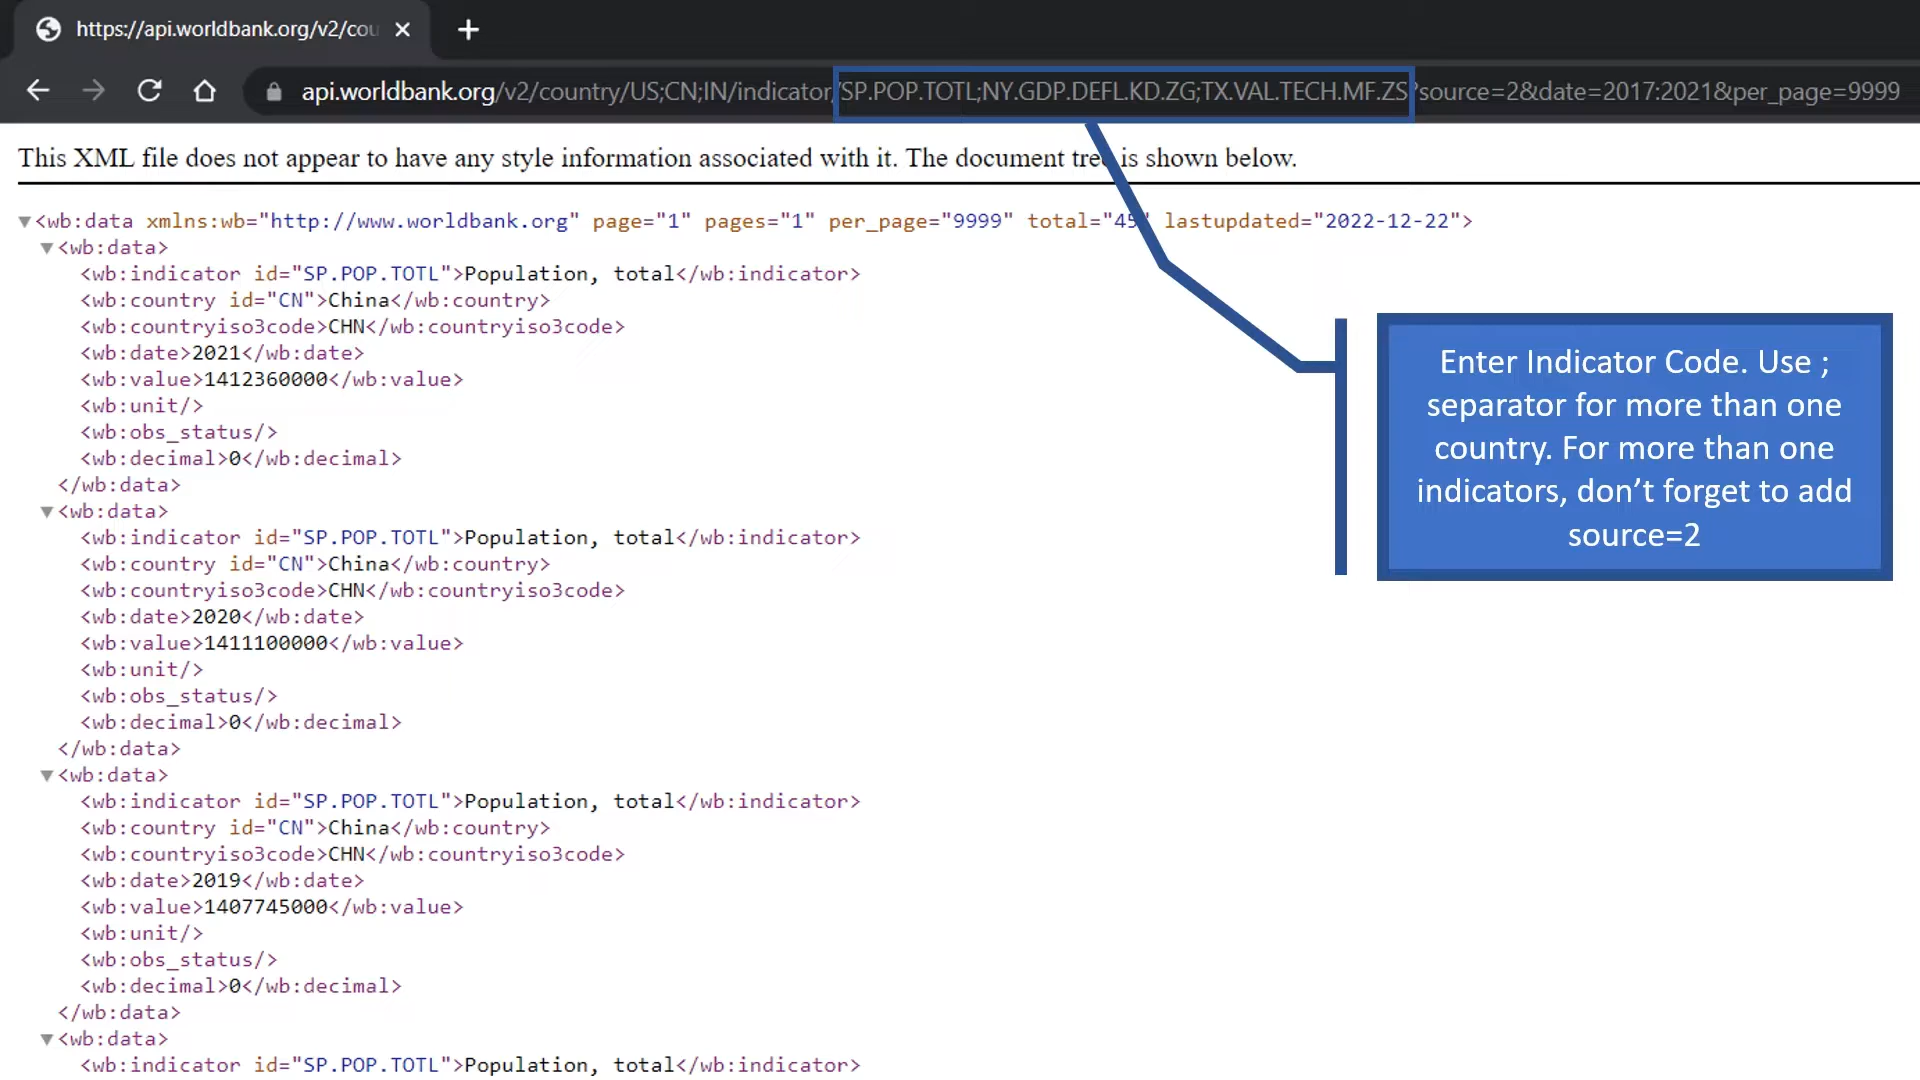 https://api.worldbank.org/v2/cou
api.worldbank.org/v2/country/US;CN;IN/indicator/SP.POP.TOTL;NY.GDP.DEFL.KD.ZG;TX.VAL.TECH.MF.ZS?source=2&date=2017:2021&per_page=9999
This XML file does not appear to have any style information associated with it. The document tree is shown below.
<wb:data xmlns:wb="http://www.worldbank.org" page="1" pages="1" per_page="9999" total="45" lastupdated="2022-12-22">
<wb:data>
<wb:indicator id="SP.POP.TOTL">Population, total</wb:indicator>
<wb:country id="CN">China</wb:country>
<wb:countryiso3code>CHN</wb:countryiso3code>
<wb:date>2021</wb:date>
<wb:value>1412360000</wb:value>
<wb:unit/>
<wb:obs_status/>
<wb:decimal>0</wb:decimal>
</wb:data>
<wb:data>
<wb:indicator id="SP.POP.TOTL">Population, total</wb:indicator>
<wb:country id="CN">China</wb:country>
<wb:countryiso3code>CHN</wb:countryiso3code>
<wb:date>2020</wb:date>
<wb:value>1411100000</wb:value>
<wb:unit/>
<wb:obs_status/>
<wb:decimal>0</wb:decimal>
</wb:data>
<wb:data>
<wb:indicator id="SP.POP.TOTL">Population, total</wb:indicator>
<wb:country id="CN">China</wb:country>
<wb:countryiso3code>CHN</wb:countryiso3code>
<wb:date>2019</wb:date>
<wb:value>1407745000</wb:value>
<wb:unit/>
<wb:obs_status/>
<wb:decimal>0</wb:decimal>
</wb:data>
<wb:data>
<wb:indicator id="SP.POP.TOTL">Population, total</wb:indicator>
Enter Indicator Code. Use ;
separator for more than one
country. For more than one
indicators, don’t forget to add
source=2